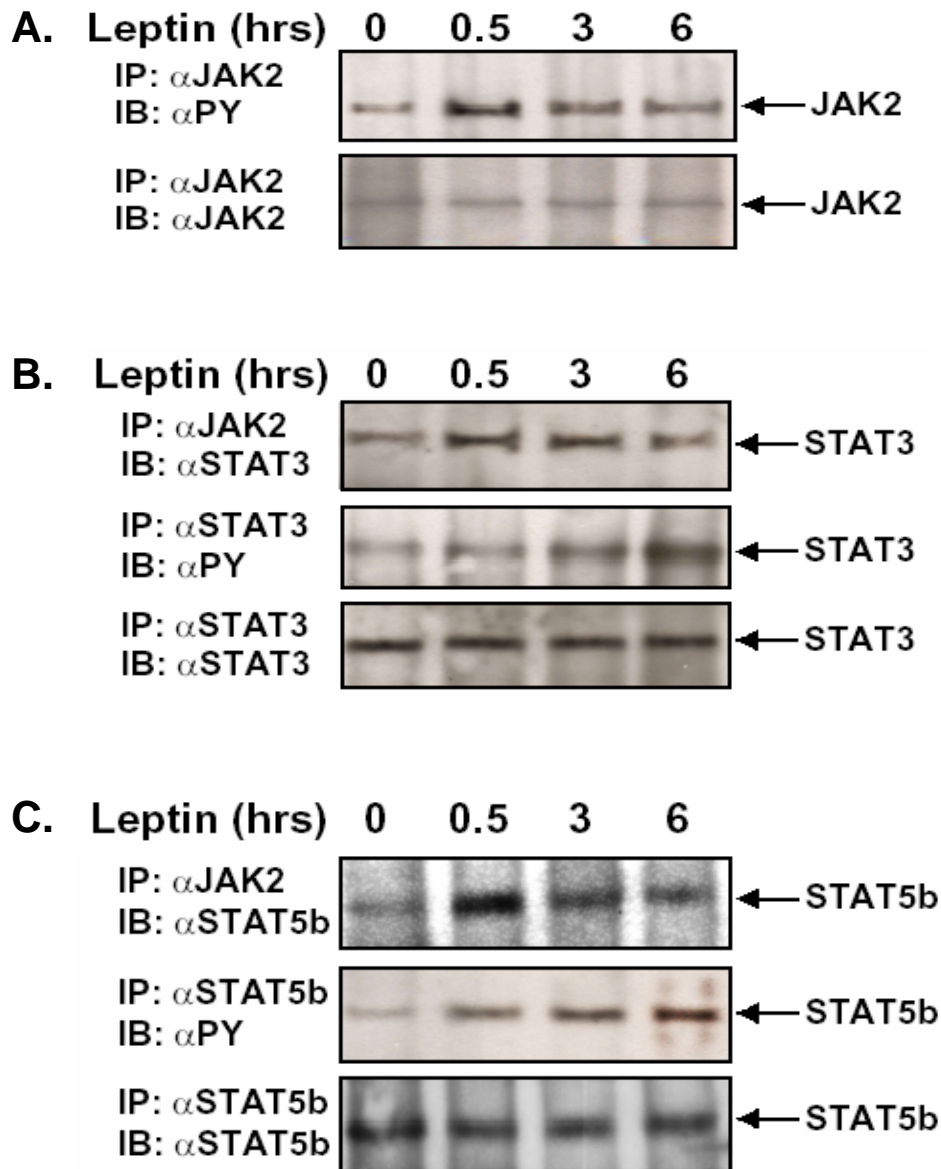 A. Leptin (hrs) 0 0.5 3 6
IP: αJAK2
IB: αPY
JAK2
IP: αJAK2
IB: αJAK2
JAK2
B. Leptin (hrs) 0 0.5 3 6
IP: αJAK2
IB: αSTAT3
STAT3
IP: αSTAT3
IB: αPY
STAT3
IP: αSTAT3
IB: αSTAT3
STAT3
C. Leptin (hrs) 0 0.5 3 6
IP: αJAK2
IB: αSTAT5b
STAT5b
IP: αSTAT5b
IB: αPY
STAT5b
IP: αSTAT5b
IB: αSTAT5b
STAT5b